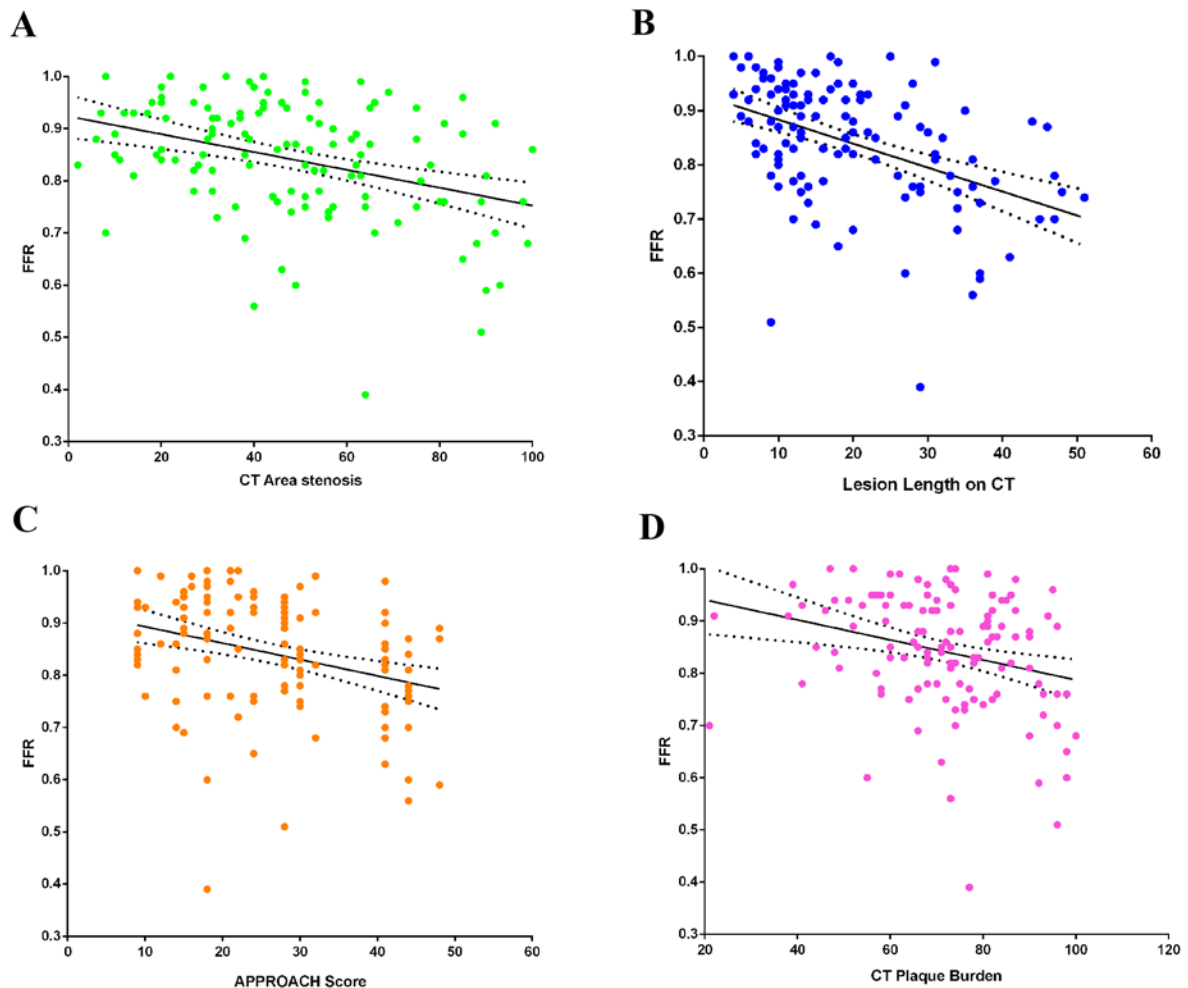 A
1.0
0.9
0.8
0.7
0.6
0.5
0.4
0.3
FFR
0 20 40 60 80 100
CT Area stenosis
B
1.0
0.9
0.8
0.7
0.6
0.5
0.4
0.3
FFR
0 10 20 30 40 50 60
Lesion Length on CT
C
1.0
0.9
0.8
0.7
0.6
0.5
0.4
0.3
FFR
0 10 20 30 40 50 60
APPROACH Score
D
1.0
0.9
0.8
0.7
0.6
0.5
0.4
0.3
FFR
20 40 60 80 100 120
CT Plaque Burden